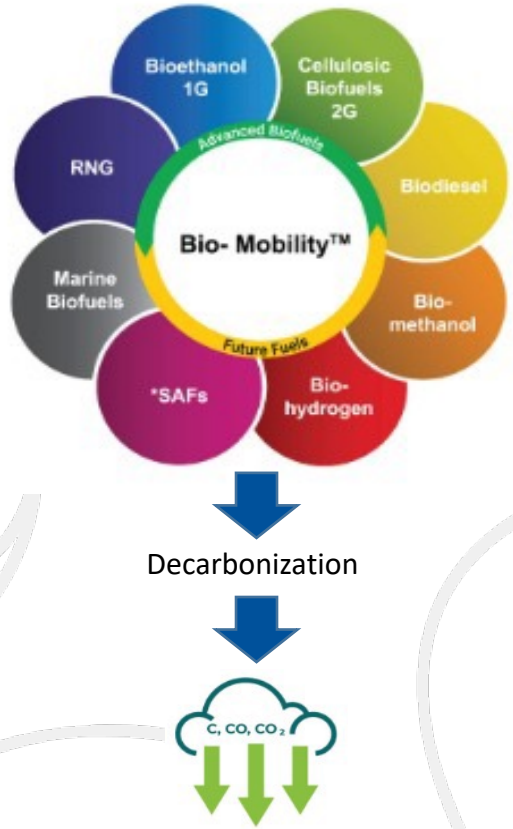 Bioethanol
1G
Cellulosic
Biofuels
2G
RNG
Advanced Biofuels
Biodiesel
Bio- Mobility™
Marine
Biofuels
Bio-
methanol
Future Fuels
*SAFs
Bio-
hydrogen
Decarbonization
C, CO, CO₂